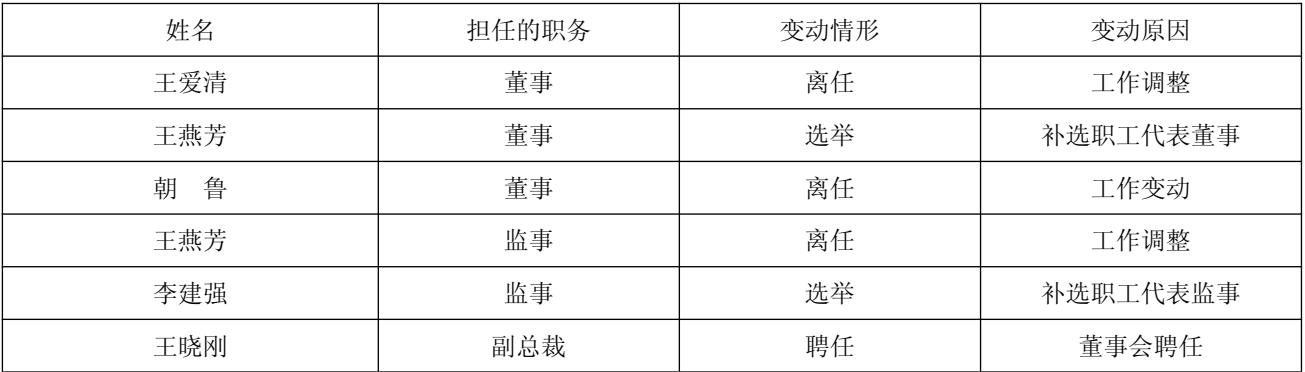 姓名 担任的职务 变动情形 变动原因
王爱清 董事 离任 工作调整
王燕芳 董事 选举 补选职工代表董事
朝　鲁 董事 离任 工作变动
王燕芳 监事 离任 工作调整
李建强 监事 选举 补选职工代表监事
王晓刚 副总裁 聘任 董事会聘任